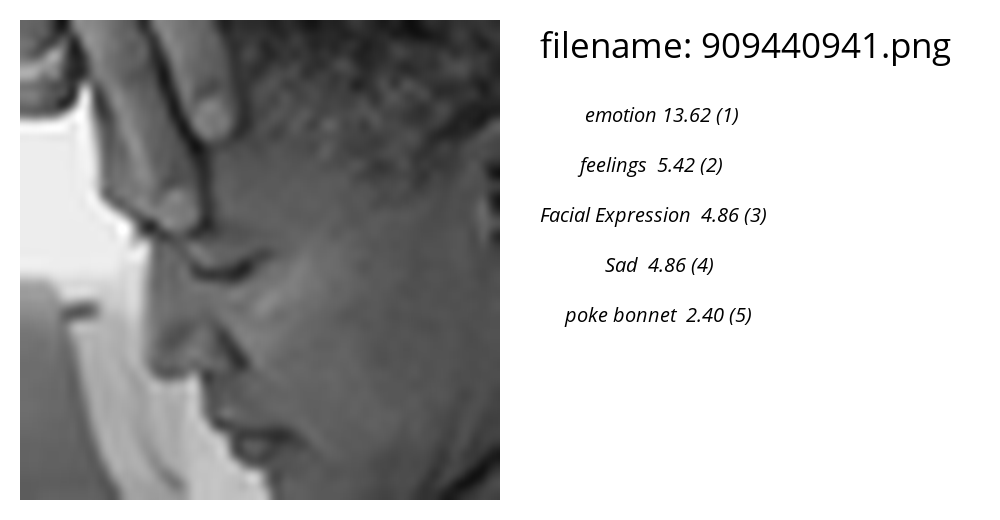 filename: 909440941.png
emotion 13.62 (1)
feelings 5.42 (2)
Facial Expression 4.86 (3)
Sad 4.86 (4)
poke bonnet 2.40 (5)